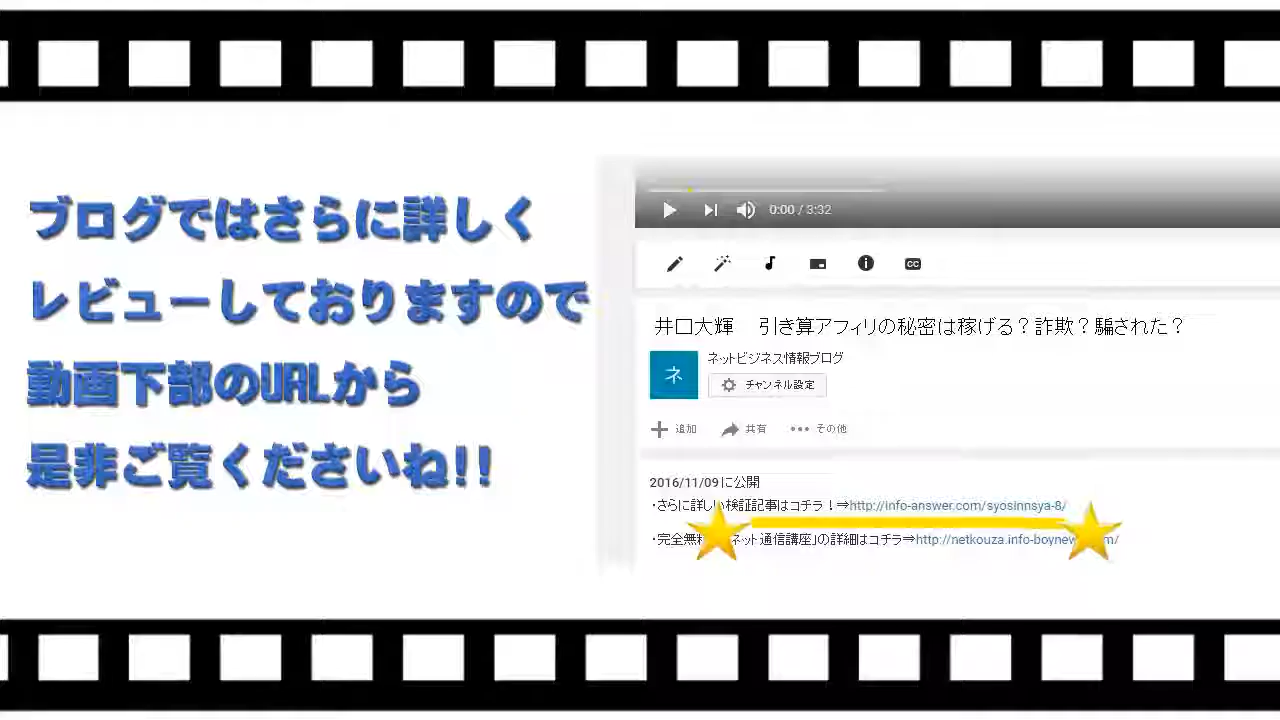 ブログではさらに詳しく
レビューしておりますので
動画下部のURLから
是非ご覧くださいね!!
0:00 / 3:32
CC
井口大輝 引き算アフィリの秘密は稼げる？詐欺？騙された？
ネ
ネットビジネス情報ブログ
チャンネル設定
追加 共有 その他
2016/11/09 に公開
・さらに詳しい検証記事はコチラ！⇒http://info-answer.com/syosinnsya-8/
・完全無 ネット通信講座」の詳細はコチラ⇒http://netkouza.info-boynew